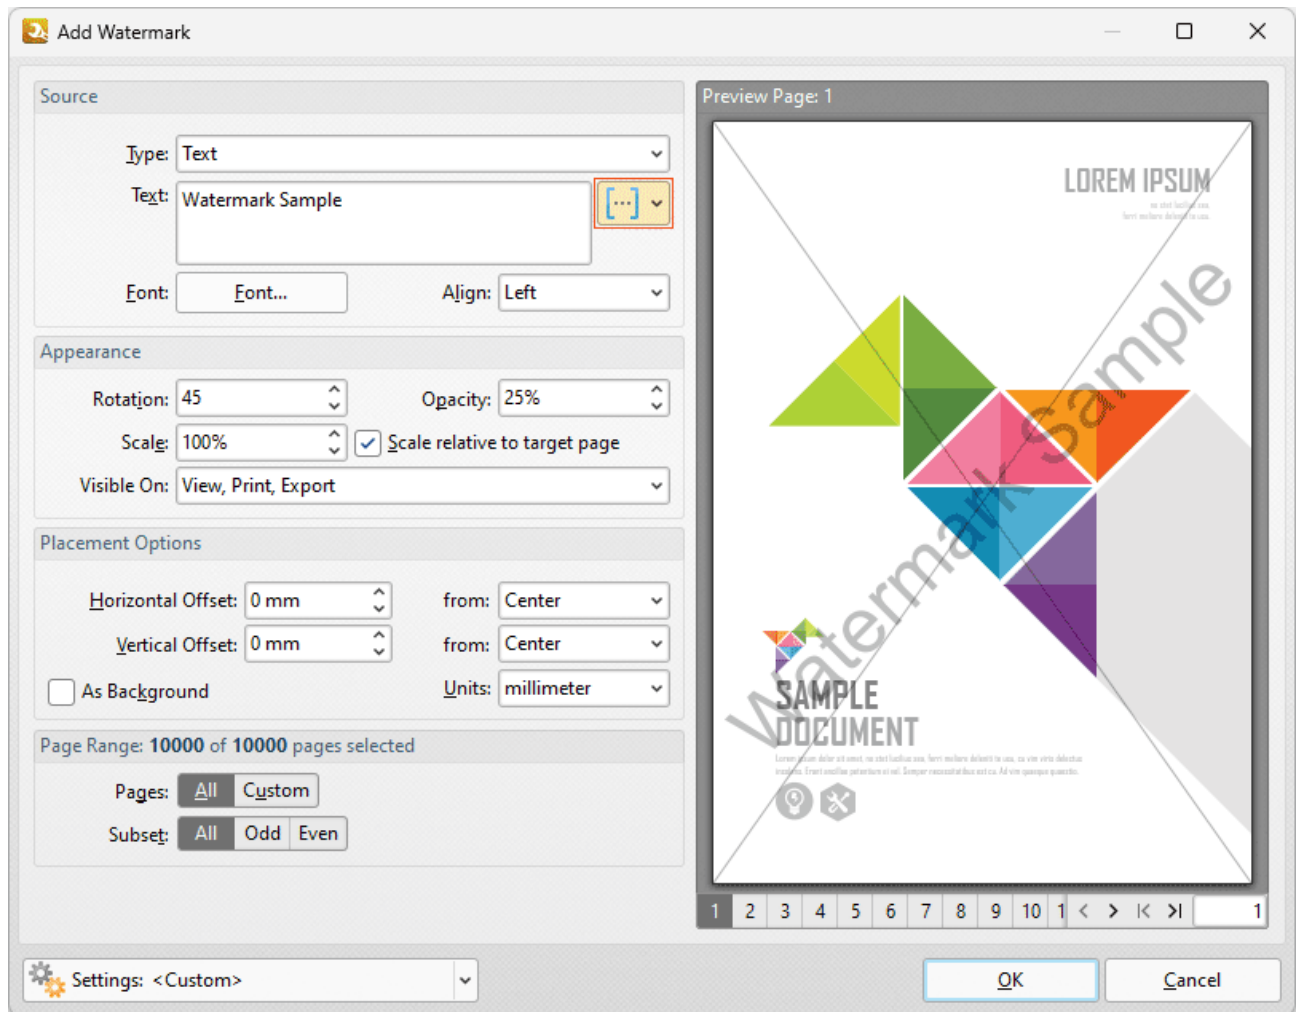 Add Watermark
Source
Type: Text
Text: Watermark Sample
[...]
Font: Font... Align: Left
Appearance
Rotation: 45 Opacity: 25%
Scale: 100% Scale relative to target page
Visible On: View, Print, Export
Placement Options
Horizontal Offset: 0 mm from: Center
Vertical Offset: 0 mm from: Center
As Background Units: millimeter
Page Range: 10000 of 10000 pages selected
Pages: All Custom
Subset: All Odd Even
Preview Page: 1
LOREM IPSUM
Watermark Sample
SAMPLE
DOCUMENT
1 2 3 4 5 6 7 8 9 10 1 < > |< >| 1
Settings: <Custom> OK Cancel